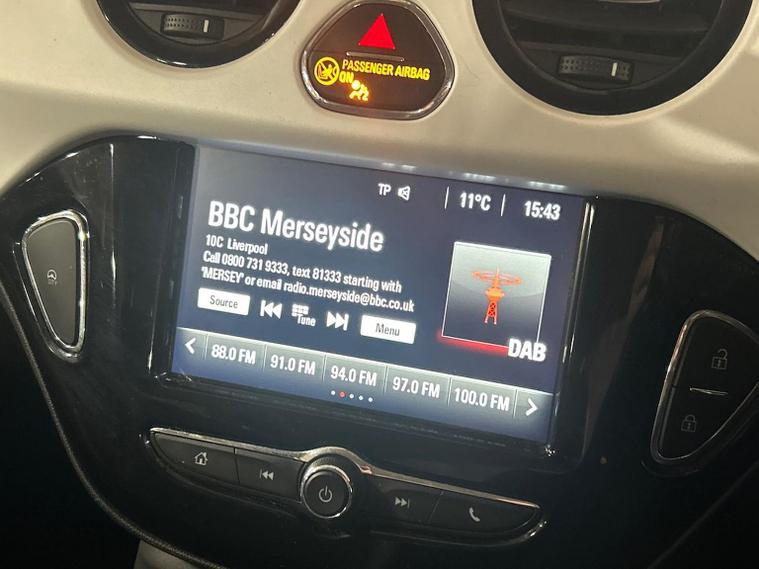 PASSENGER AIRBAG
ON
TP
11°C
15:43
BBC Merseyside
10C Liverpool
Call 0800 731 9333, text 81333 starting with
'MERSEY' or email radio.merseyside@bbc.co.uk
Source
Tune
Menu
DAB
88.0 FM
91.0 FM
94.0 FM
97.0 FM
100.0 FM